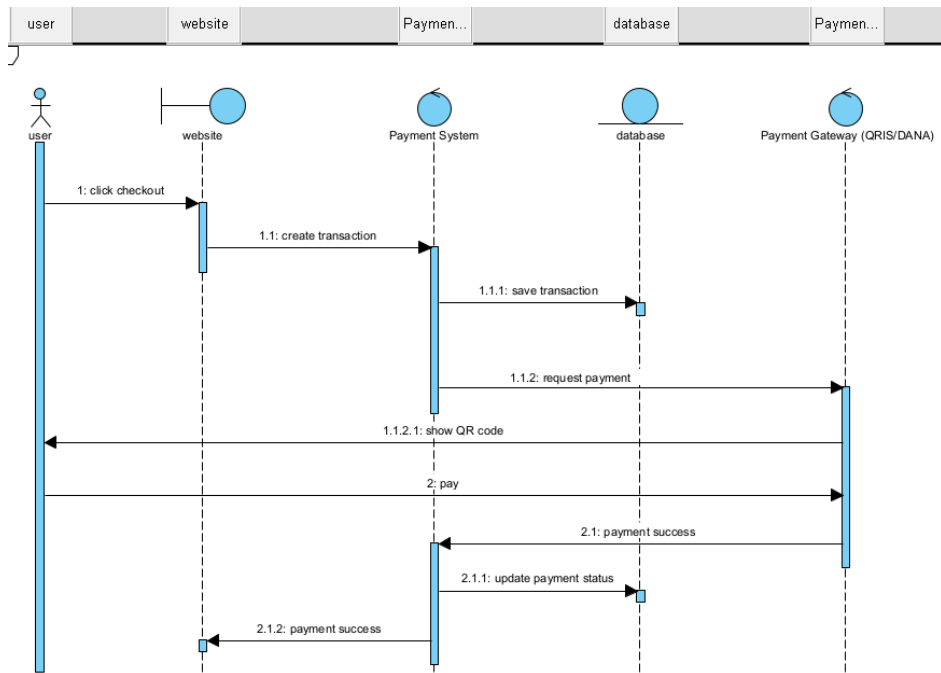 user
website
Paymen...
database
Paymen...
user
website
Payment System
database
Payment Gateway (QRIS/DANA)
1: click checkout
1.1: create transaction
1.1.1: save transaction
1.1.2: request payment
1.1.2.1: show QR code
2: pay
2.1: payment success
2.1.1: update payment status
2.1.2: payment success